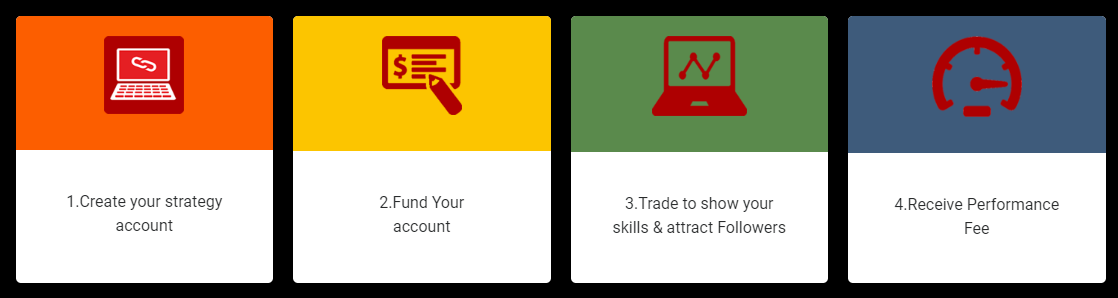 1.Create your strategy
account
2.Fund Your
account
3.Trade to show your
skills & attract Followers
4.Receive Performance
Fee